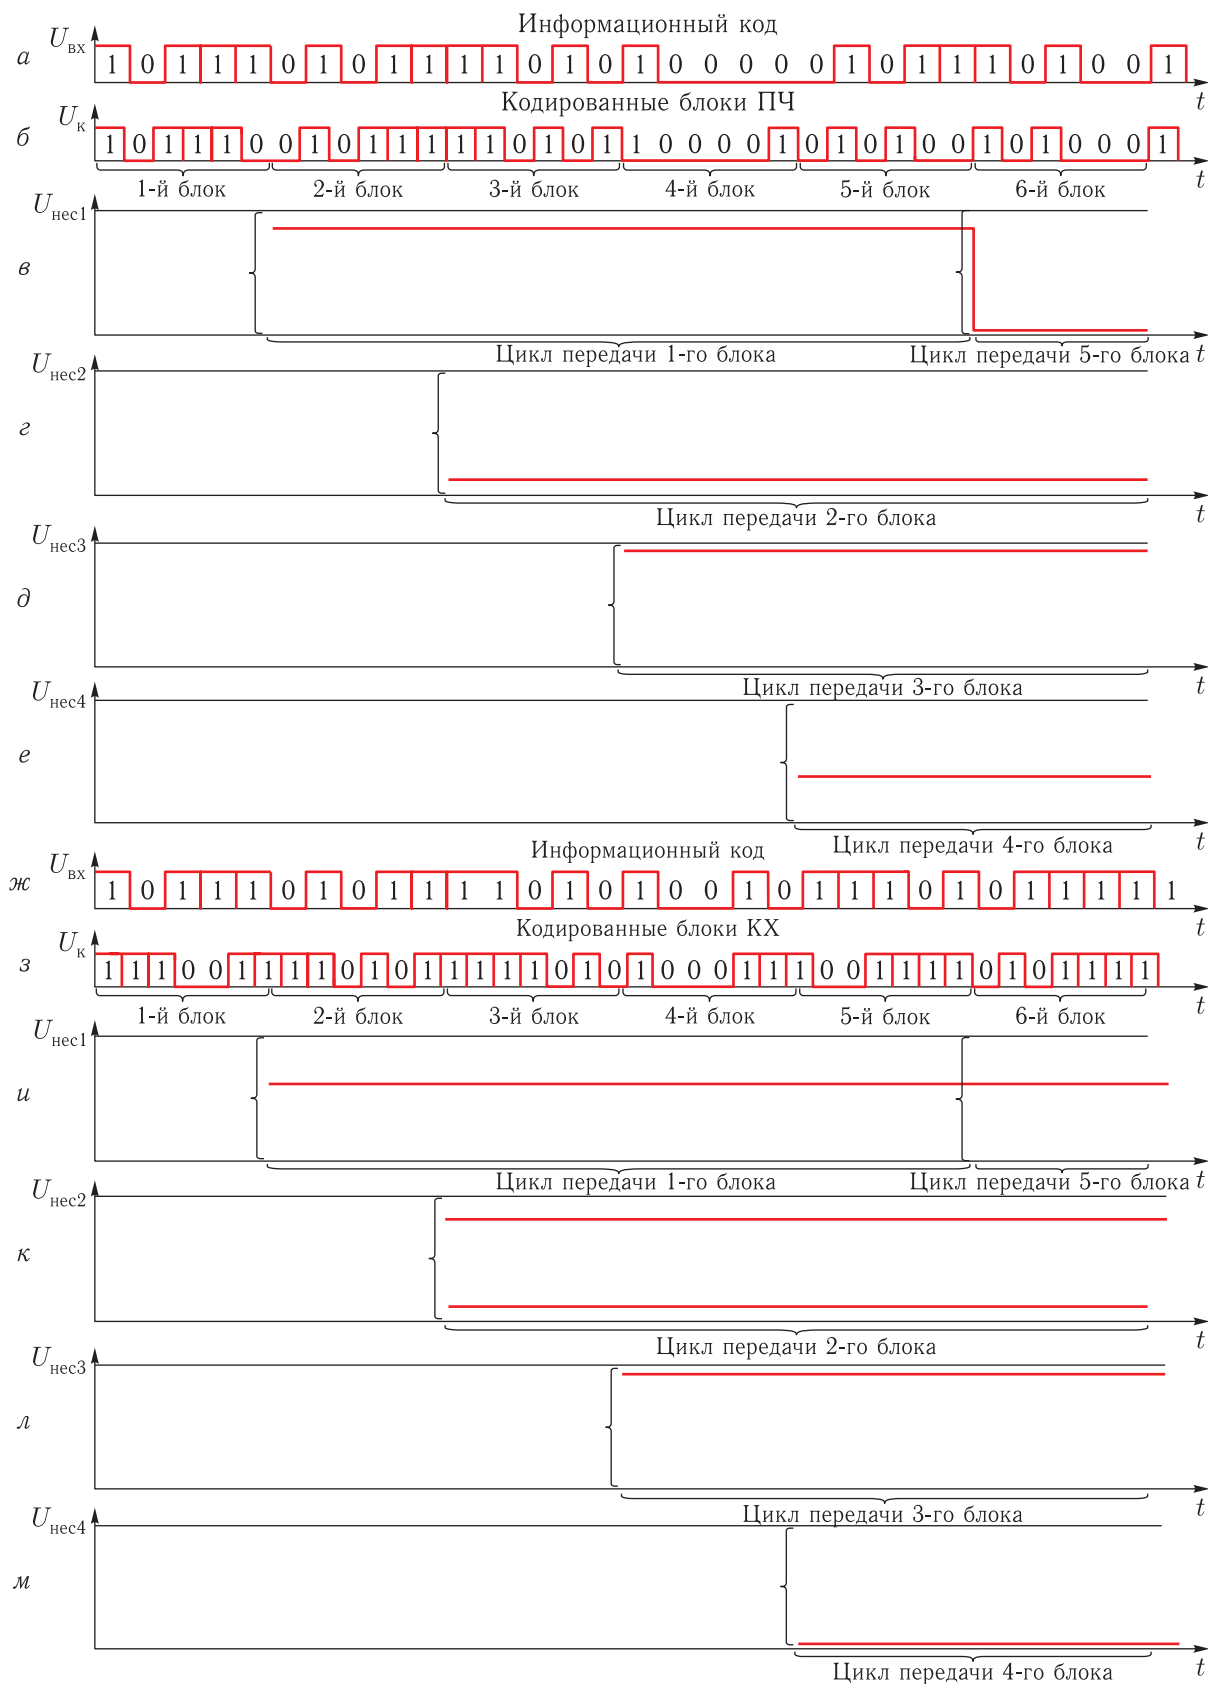 Информационный код
а U вх 1 0 1 1 1 0 1 0 1 1 1 1 0 1 0 1 0 0 0 0 0 1 0 1 1 1 0 1 0 0 1 t
Кодированные блоки ПЧ
б U к 1 0 1 1 1 0 0 1 0 1 1 1 1 1 0 1 0 1 1 0 0 0 0 1 0 1 0 1 0 0 1 0 1 0 0 0 1 t
1-й блок 2-й блок 3-й блок 4-й блок 5-й блок 6-й блок
U нес1
в
Цикл передачи 1-го блока Цикл передачи 5-го блока t
U нес2
г
Цикл передачи 2-го блока t
U нес3
д
Цикл передачи 3-го блока t
U нес4
е
Цикл передачи 4-го блока t
Информационный код
ж U вх 1 0 1 1 1 0 1 0 1 1 1 1 0 1 0 1 0 0 1 0 1 1 1 0 1 0 1 1 1 1 1 t
Кодированные блоки КХ
з U к 1 1 1 0 0 1 1 1 1 0 1 0 1 1 1 1 1 0 1 0 1 0 0 0 1 1 1 0 0 1 1 1 1 0 1 0 1 1 1 1 t
1-й блок 2-й блок 3-й блок 4-й блок 5-й блок 6-й блок
U нес1
и
Цикл передачи 1-го блока Цикл передачи 5-го блока t
U нес2
к
Цикл передачи 2-го блока t
U нес3
л
Цикл передачи 3-го блока t
U нес4
м
Цикл передачи 4-го блока t